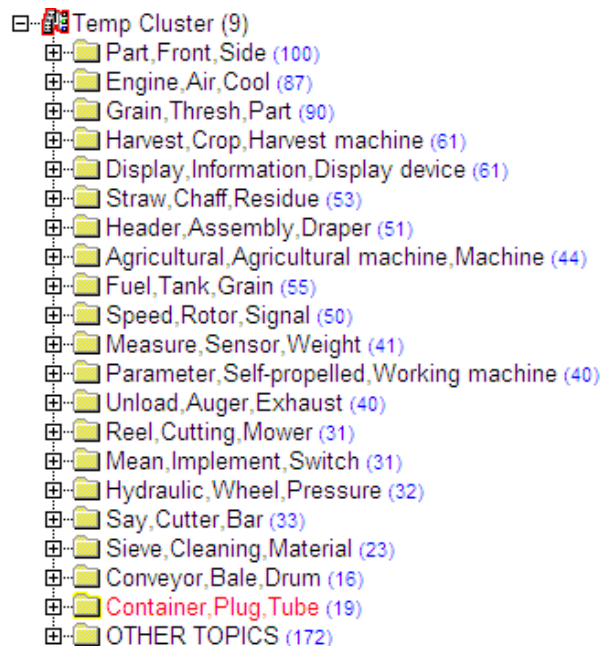 Temp Cluster (9)
Part,Front,Side (100)
Engine,Air,Cool (87)
Grain,Thresh,Part (90)
Harvest,Crop,Harvest machine (61)
Display,Information,Display device (61)
Straw,Chaff,Residue (53)
Header,Assembly,Draper (51)
Agricultural,Agricultural machine,Machine (44)
Fuel,Tank,Grain (55)
Speed,Rotor,Signal (50)
Measure,Sensor,Weight (41)
Parameter,Self-propelled,Working machine (40)
Unload,Auger,Exhaust (40)
Reel,Cutting,Mower (31)
Mean,Implement,Switch (31)
Hydraulic,Wheel,Pressure (32)
Say,Cutter,Bar (33)
Sieve,Cleaning,Material (23)
Conveyor,Bale,Drum (16)
Container,Plug,Tube (19)
OTHER TOPICS (172)